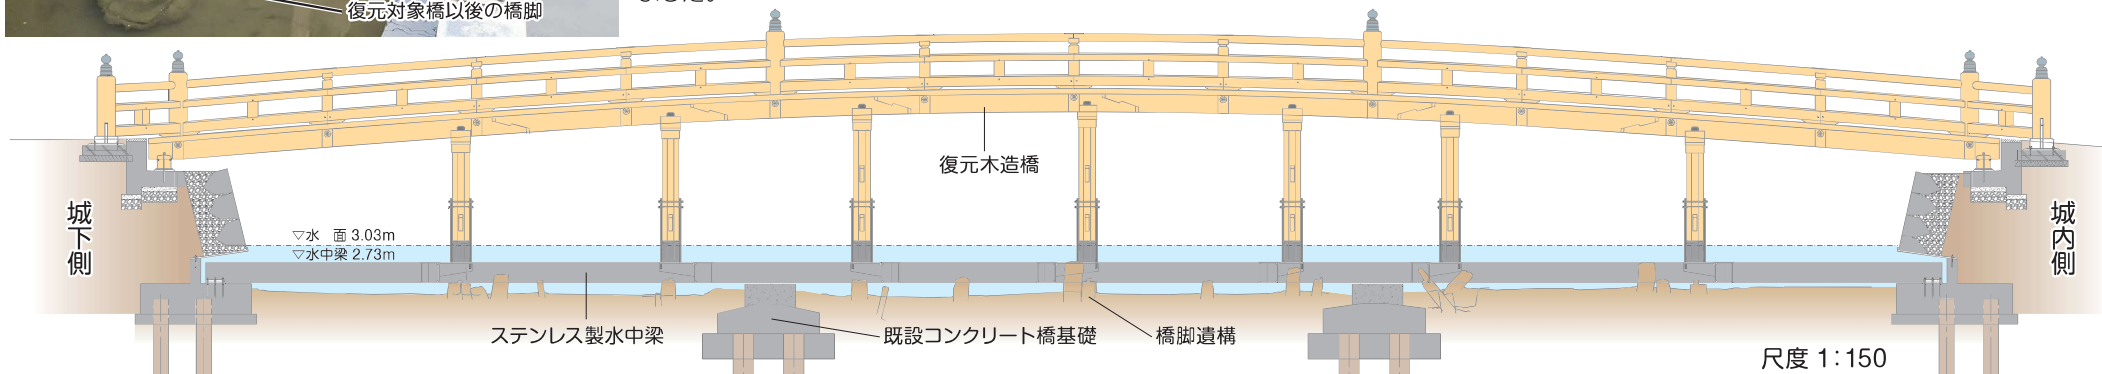 復元対象橋以後の橋脚
復元木造橋
城下側
▽水　面 3.03m
▽水中梁 2.73m
城内側
ステンレス製水中梁
既設コンクリート橋基礎
橋脚遺構
尺度 1：150